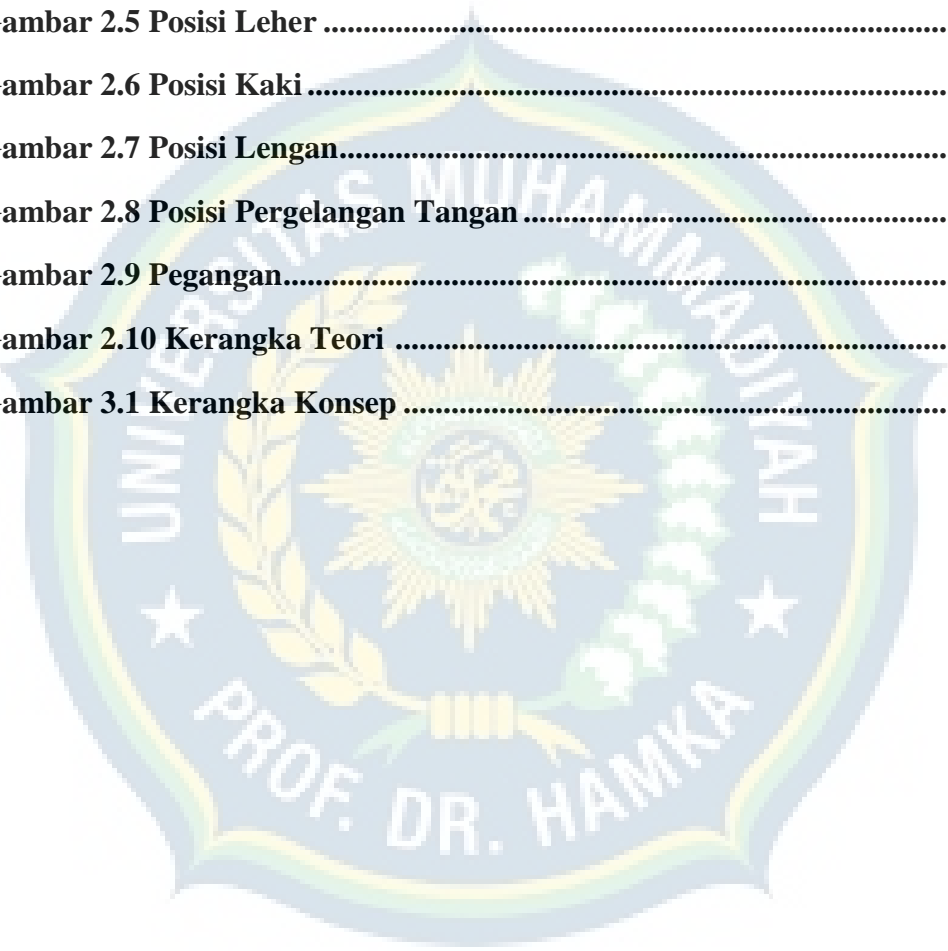 ambar 2.5 Posisi Leher ....................................................................................
ambar 2.6 Posisi Kaki ....................................................................................
ambar 2.7 Posisi Lengan....................................................................................
ambar 2.8 Posisi Pergelangan Tangan ....................................................................................
ambar 2.9 Pegangan....................................................................................
ambar 2.10 Kerangka Teori ....................................................................................
ambar 3.1 Kerangka Konsep ....................................................................................
UNIVERSITAS MUHAMMADIYAH
PROF. DR. HAMKA